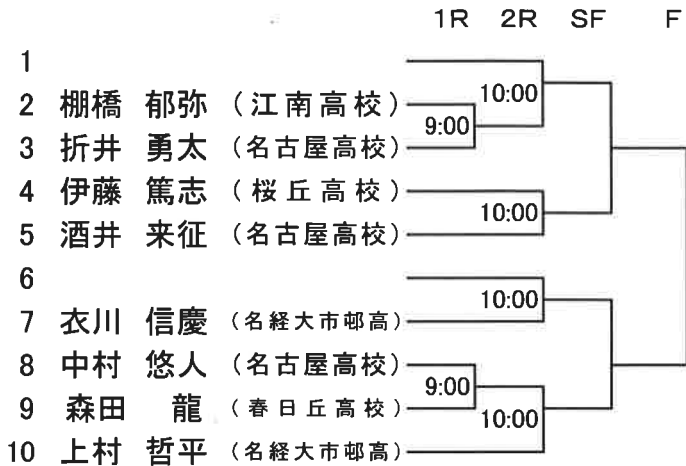 1R 2R SF F
1
2 棚橋 郁弥 (江南高校)
10:00
9:00
3 折井 勇太 (名古屋高校)
4 伊藤 篤志 (桜丘高校)
10:00
5 酒井 来征 (名古屋高校)
6
10:00
7 衣川 信慶 (名経大市邨高)
8 中村 悠人 (名古屋高校)
9:00
9 森田 龍 (春日丘高校)
10:00
10 上村 哲平 (名経大市邨高)